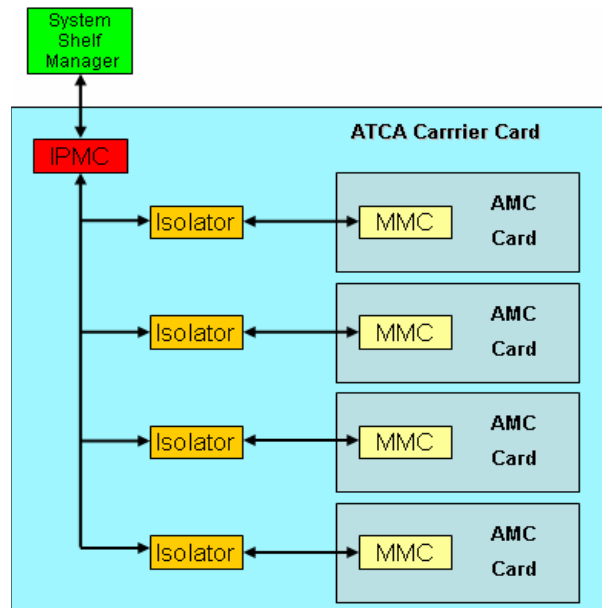 System
Shelf
Manager
ATCA Carrrier Card
IPMC
Isolator
MMC
AMC
Card
Isolator
MMC
AMC
Card
Isolator
MMC
AMC
Card
Isolator
MMC
AMC
Card